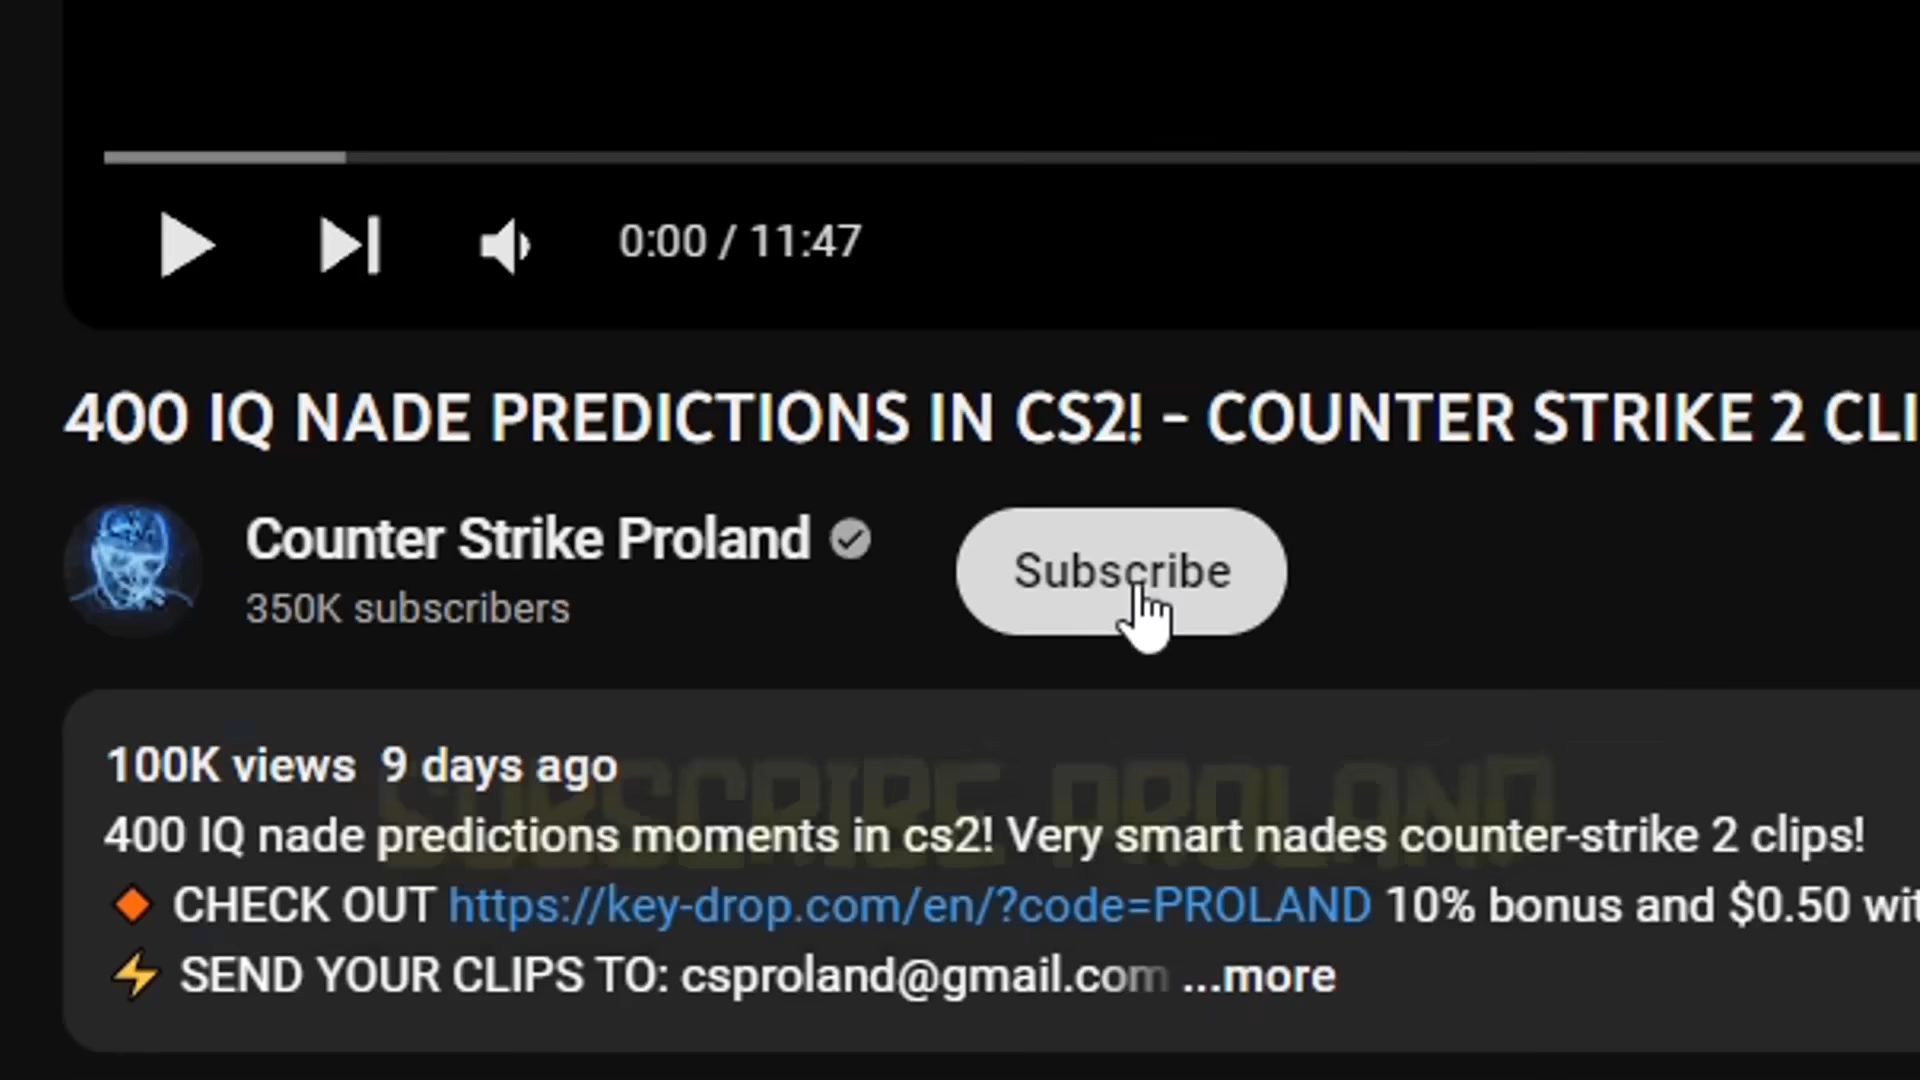 0:00 / 11:47
400 IQ NADE PREDICTIONS IN CS2! - COUNTER STRIKE 2 CLI
Counter Strike Proland
350K subscribers
Subscribe
100K views 9 days ago
SUBSCRIBE PROLAND
400 IQ nade predictions moments in cs2! Very smart nades counter-strike 2 clips!
🔸 CHECK OUT https://key-drop.com/en/?code=PROLAND 10% bonus and $0.50 wit
⚡ SEND YOUR CLIPS TO: csproland@gmail.com ...more